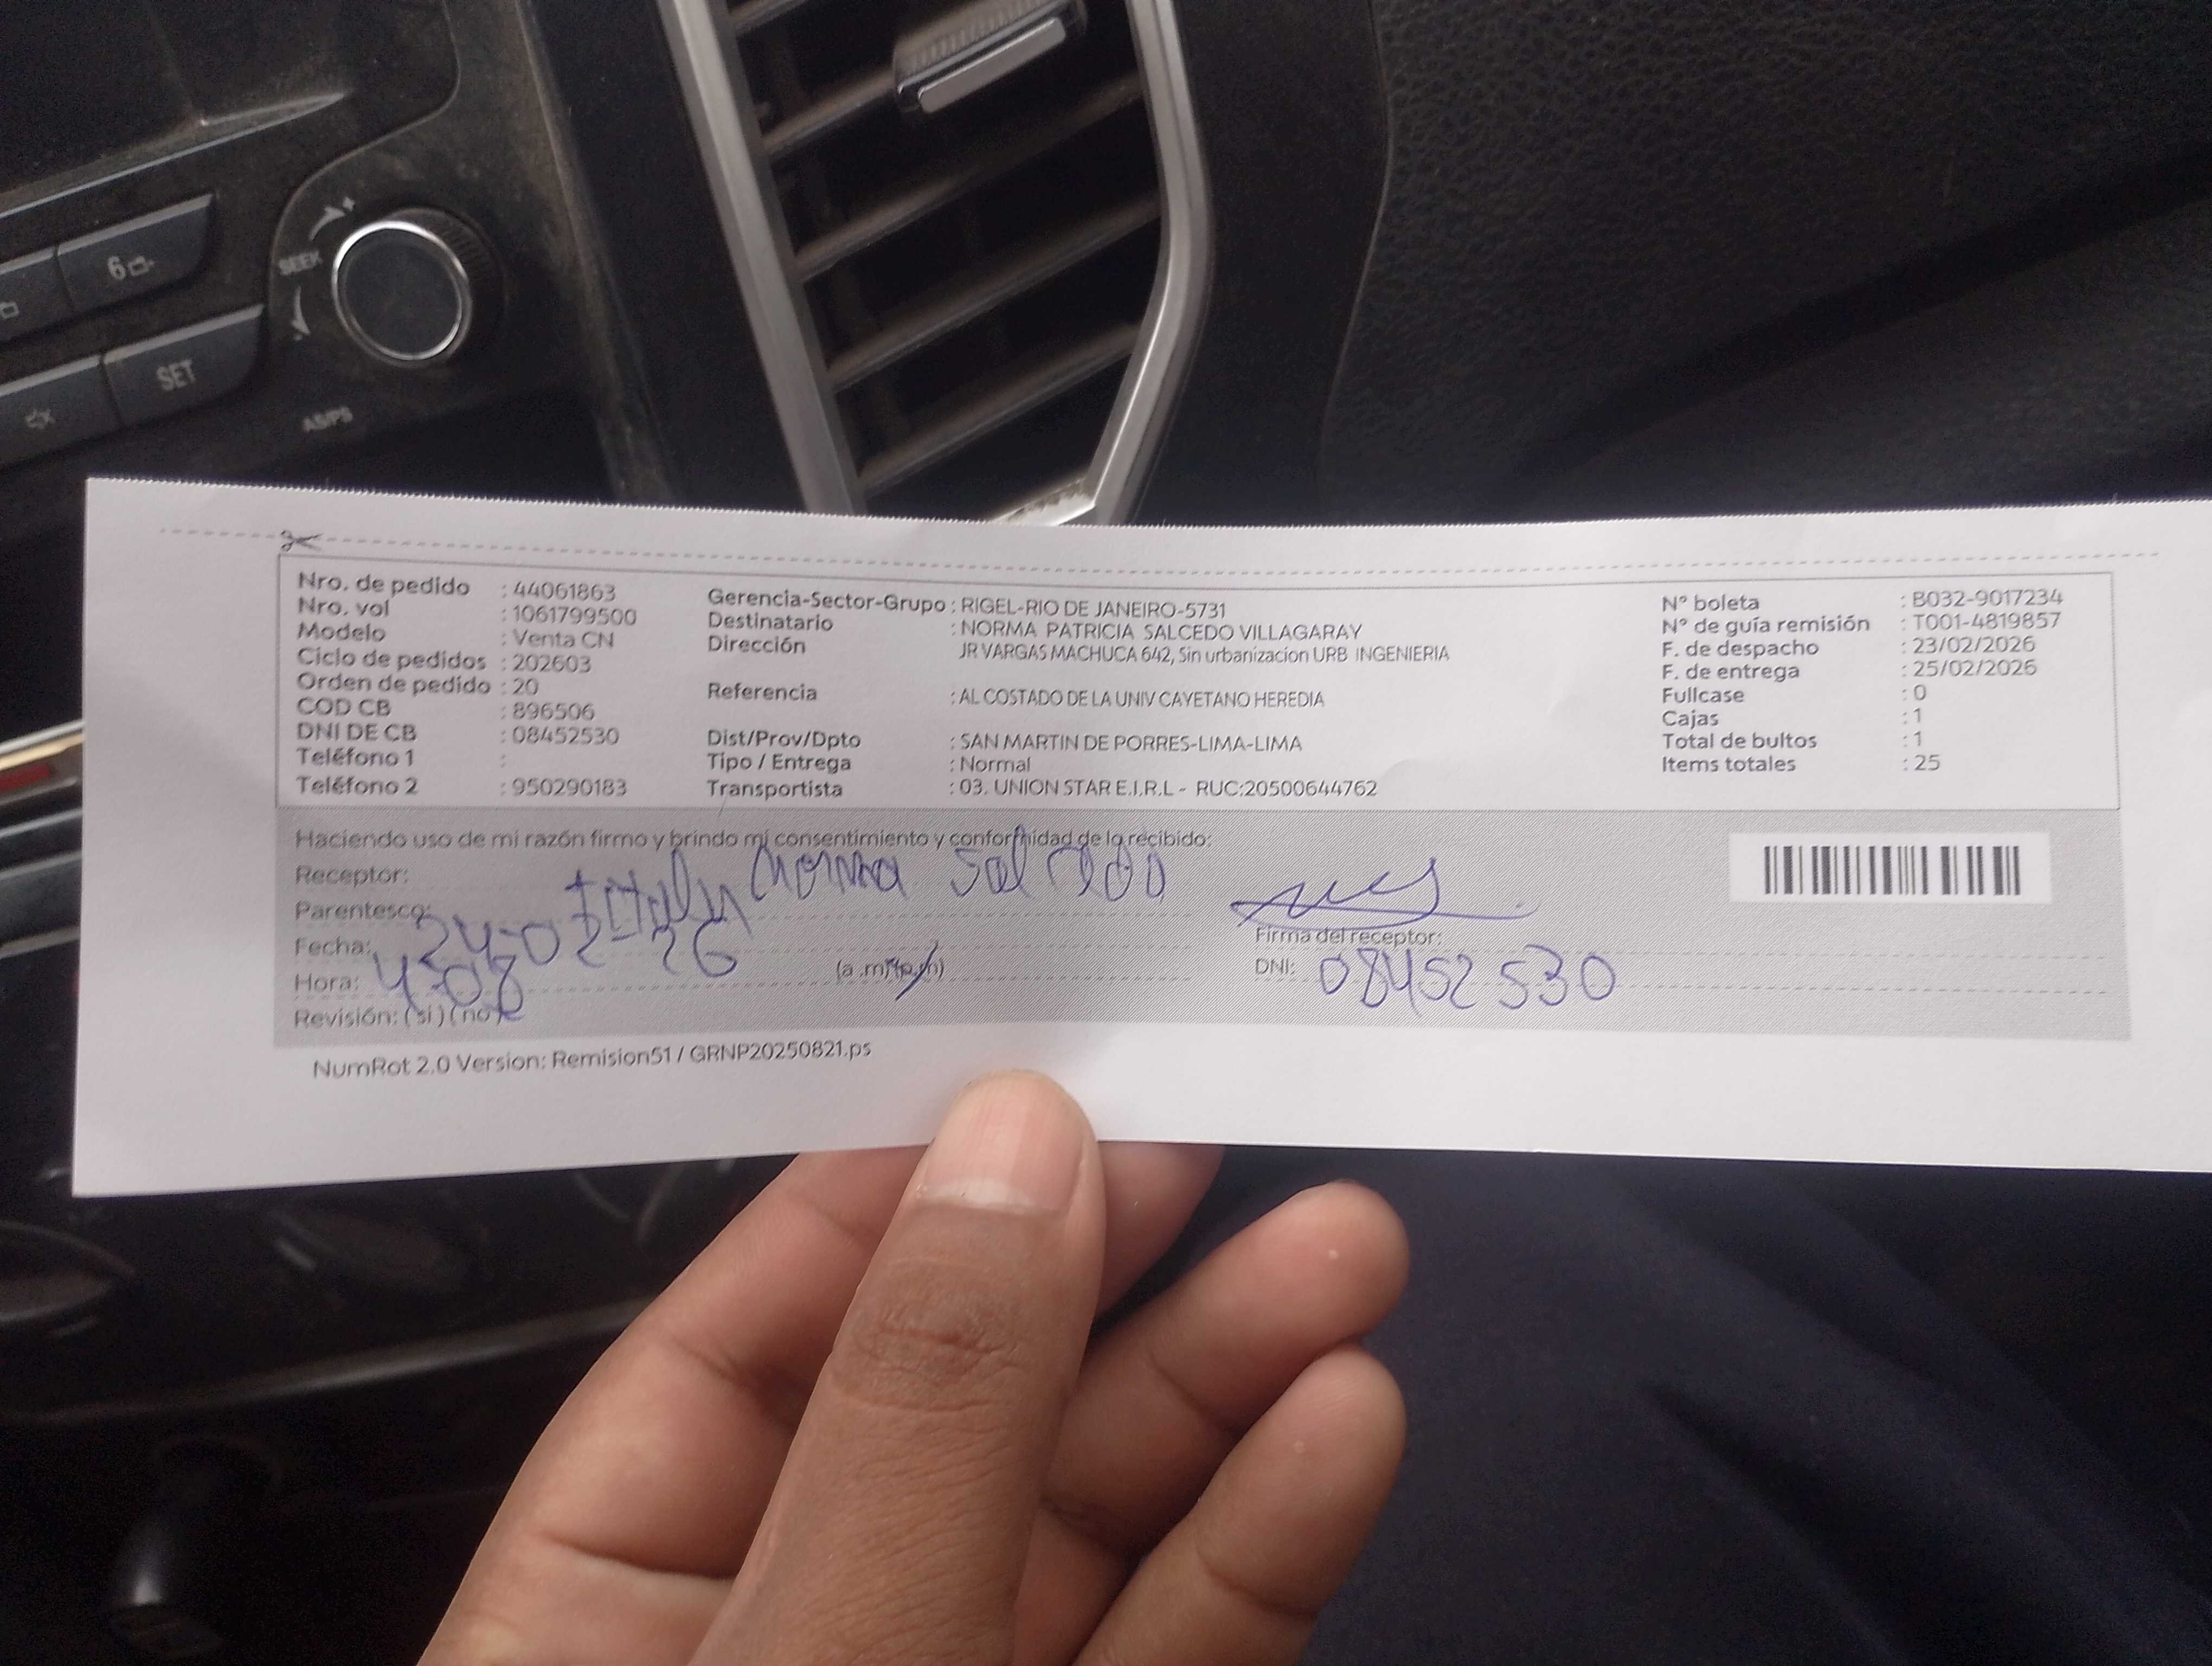 6
SEEK
SET
AS/PS
Nro. de pedido : 44061863
Nro. vol : 1061799500
Modelo : Venta CN
Ciclo de pedidos : 202603
Orden de pedido : 20
COD CB : 896506
DNI DE CB : 08452530
Teléfono 1 :
Teléfono 2 : 950290183
Gerencia-Sector-Grupo : RIGEL-RIO DE JANEIRO-5731
Destinatario : NORMA PATRICIA SALCEDO VILLAGARAY
Dirección JR VARGAS MACHUCA 642, Sin urbanizacion URB INGENIERIA
Referencia : AL COSTADO DE LA UNIV CAYETANO HEREDIA
Dist/Prov/Dpto : SAN MARTIN DE PORRES-LIMA-LIMA
Tipo / Entrega : Normal
Transportista : 03. UNION STAR E.I.R.L - RUC:20500644762
N° boleta : B032-9017234
N° de guía remisión : T001-4819857
F. de despacho : 23/02/2026
F. de entrega : 25/02/2026
Fullcase : 0
Cajas : 1
Total de bultos : 1
Items totales : 25
Haciendo uso de mi razón firmo y brindo mi consentimiento y conformidad de lo recibido:
Receptor: Norma Salcedo
Parentesco:
Fecha: 24-02-26
Hora: 4-08 (a.m)(p.m)
Revisión: (si) (no)
Firma del receptor:
DNI: 08452530
NumRot 2.0 Version: Remision51 / GRNP20250821.ps